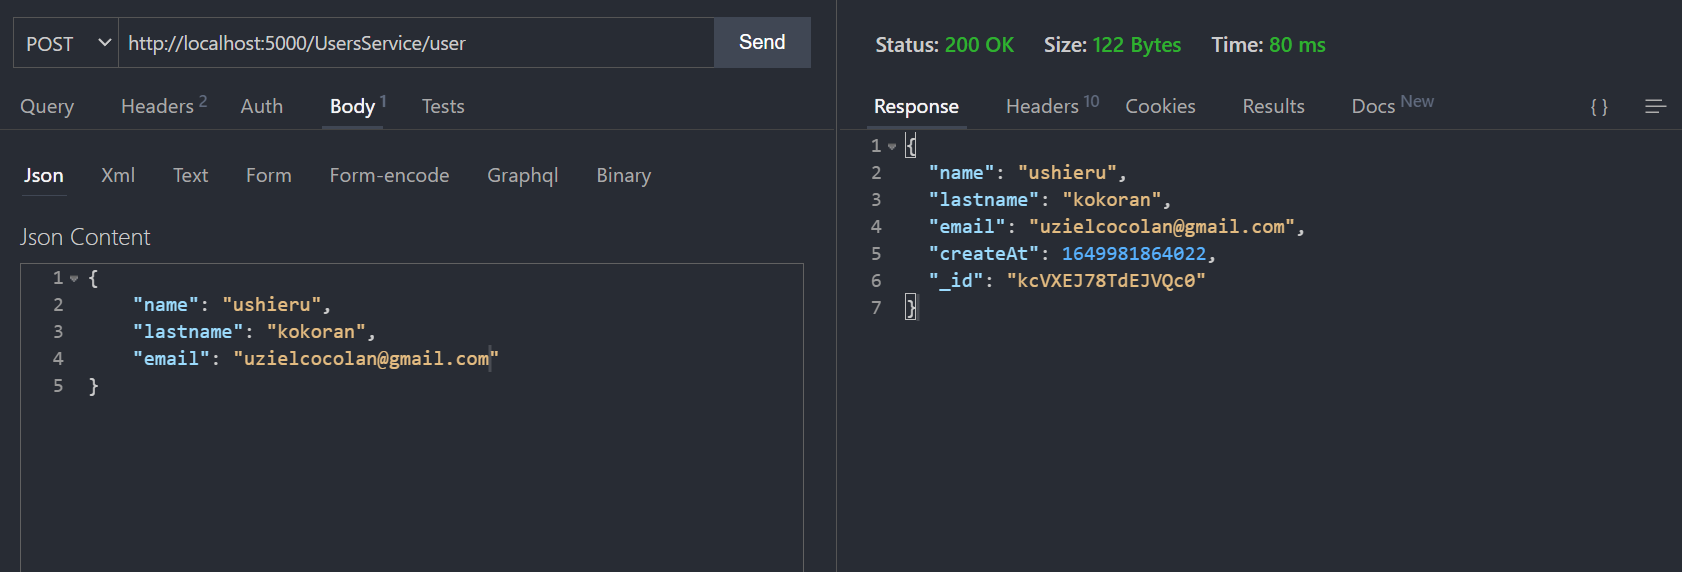 POST http://localhost:5000/UsersService/user Send
Query Headers 2 Auth Body 1 Tests
Json Xml Text Form Form-encode Graphql Binary
Json Content
1 {
2 "name": "ushieru",
3 "lastname": "kokoran",
4 "email": "uzielcocolan@gmail.com"
5 }
Status: 200 OK Size: 122 Bytes Time: 80 ms
Response Headers 10 Cookies Results Docs New { }
1 {
2 "name": "ushieru",
3 "lastname": "kokoran",
4 "email": "uzielcocolan@gmail.com",
5 "createAt": 1649981864022,
6 "_id": "kcVXEJ78TdEJVQc0"
7 }